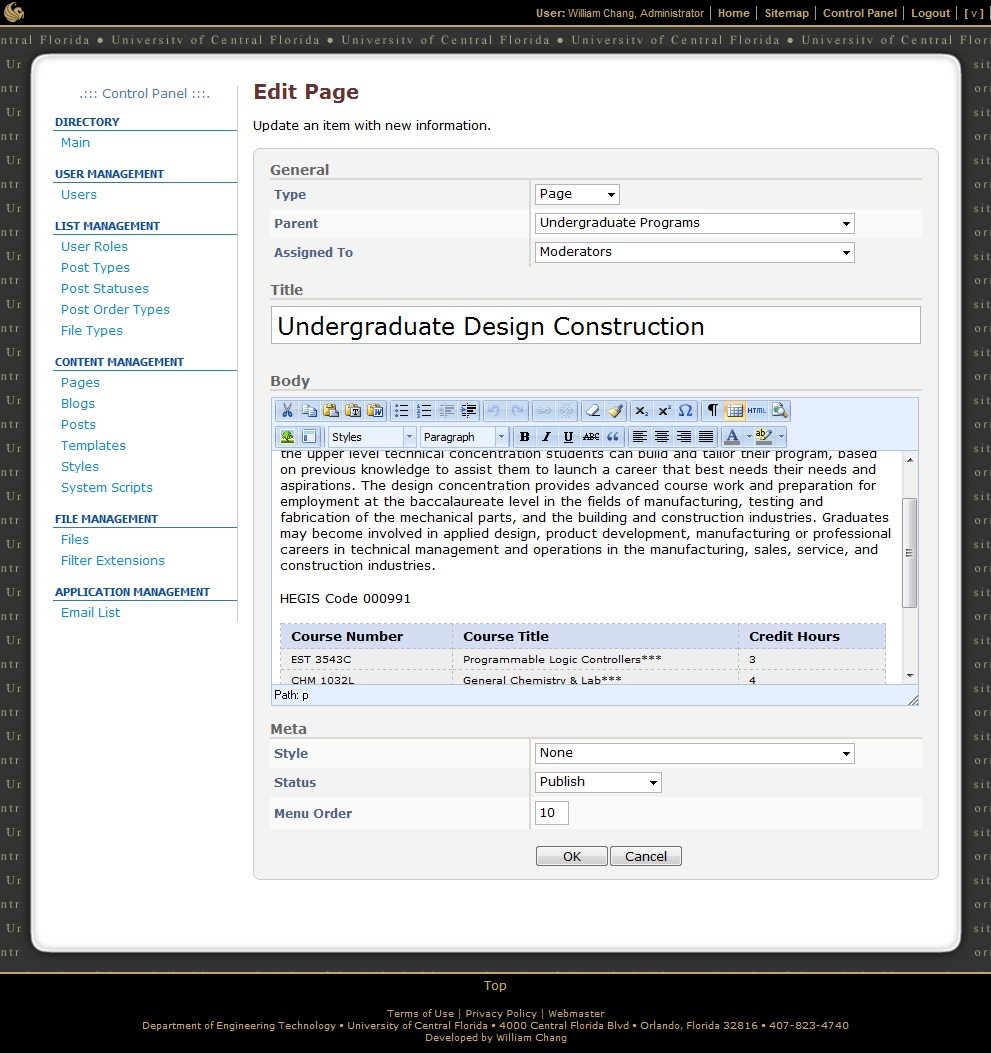 User: William Chang, Administrator | Home | Sitemap | Control Panel | Logout | [ v ]
ntral Florida ● University of Central Florida ● University of Central Florida ● University of Central Florida ● University of Central Flori
.::: Control Panel :::.
DIRECTORY
Main
USER MANAGEMENT
Users
LIST MANAGEMENT
User Roles
Post Types
Post Statuses
Post Order Types
File Types
CONTENT MANAGEMENT
Pages
Blogs
Posts
Templates
Styles
System Scripts
FILE MANAGEMENT
Files
Filter Extensions
APPLICATION MANAGEMENT
Email List
Edit Page
Update an item with new information.
General
Type Page
Parent Undergraduate Programs
Assigned To Moderators
Title
Undergraduate Design Construction
Body
HTML
Styles Paragraph B I U ABC
the upper level technical concentration students can build and tailor their program, based
on previous knowledge to assist them to launch a career that best needs their needs and
aspirations. The design concentration provides advanced course work and preparation for
employment at the baccalaureate level in the fields of manufacturing, testing and
fabrication of the mechanical parts, and the building and construction industries. Graduates
may become involved in applied design, product development, manufacturing or professional
careers in technical management and operations in the manufacturing, sales, service, and
construction industries.
HEGIS Code 000991
Course Number Course Title Credit Hours
EST 3543C Programmable Logic Controllers*** 3
CHM 1032L General Chemistry & Lab*** 4
Path: p
Meta
Style None
Status Publish
Menu Order 10
OK Cancel
Top
Terms of Use | Privacy Policy | Webmaster
Department of Engineering Technology • University of Central Florida • 4000 Central Florida Blvd • Orlando, Florida 32816 • 407-823-4740
Developed by William Chang